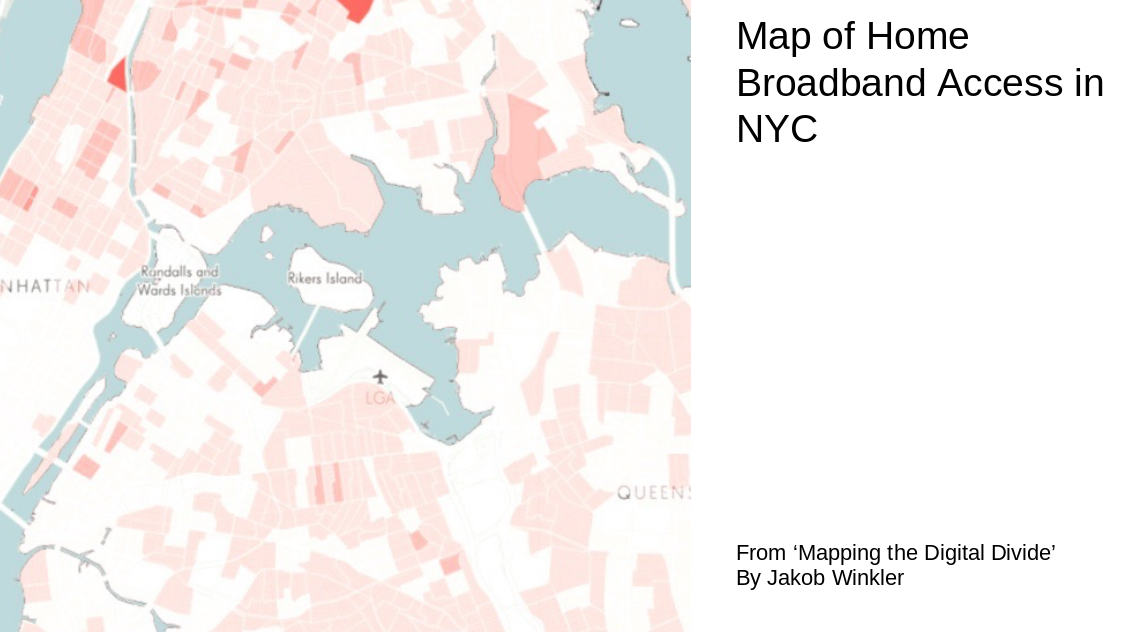 Map of Home
Broadband Access in
NYC
Randalls and
Wards Islands
Rikers Island
NHATTAN
LGA
QUEENS
From ‘Mapping the Digital Divide’
By Jakob Winkler